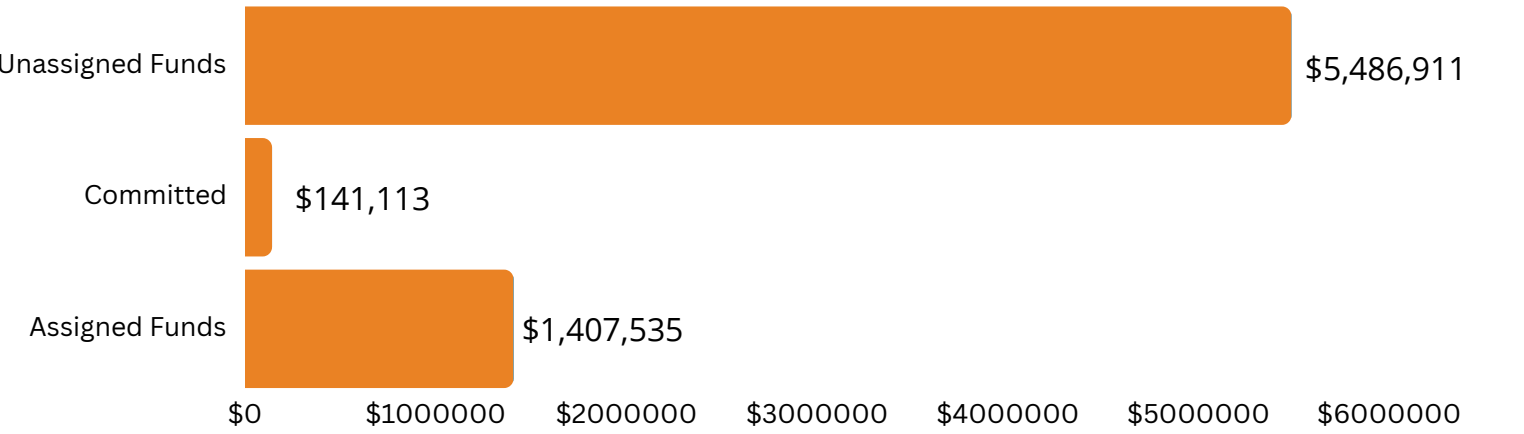 Unassigned Funds
$5,486,911
Committed
$141,113
Assigned Funds
$1,407,535
$0 $1000000 $2000000 $3000000 $4000000 $5000000 $6000000